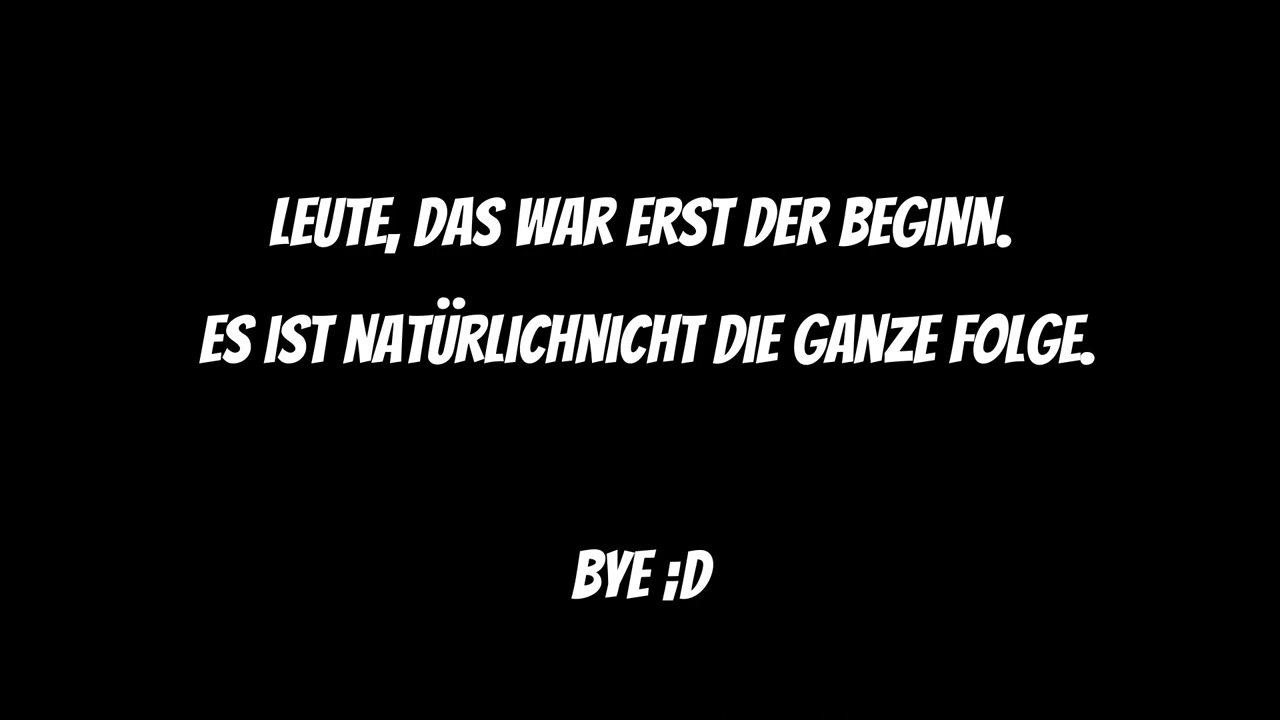 LEUTE, DAS WAR ERST DER BEGINN.
ES IST NATÜRLICHNICHT DIE GANZE FOLGE.
BYE ;D